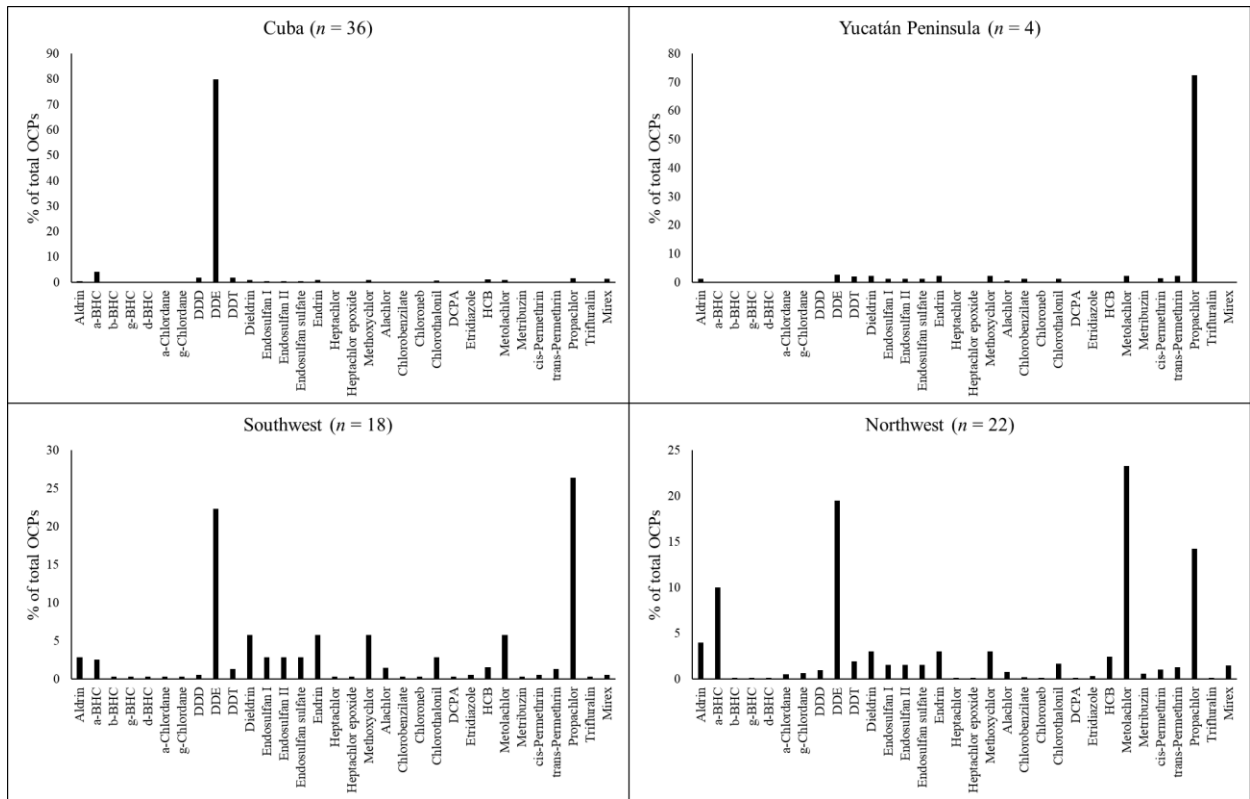 Cuba (n = 36)
% of total OCPs
90
80
70
60
50
40
30
20
10
0
Aldrin
a-BHC
b-BHC
g-BHC
d-BHC
a-Chlordane
g-Chlordane
DDD
DDE
DDT
Dieldrin
Endosulfan I
Endosulfan II
Endosulfan sulfate
Endrin
Heptachlor
Heptachlor epoxide
Methoxychlor
Alachlor
Chlorobenzilate
Chloroneb
Chlorothalonil
DCPA
Etridiazole
HCB
Metolachlor
Metribuzin
cis-Permethrin
trans-Permethrin
Propachlor
Trifluralin
Mirex
Yucatán Peninsula (n = 4)
% of total OCPs
80
70
60
50
40
30
20
10
0
Aldrin
a-BHC
b-BHC
g-BHC
d-BHC
a-Chlordane
g-Chlordane
DDD
DDE
DDT
Dieldrin
Endosulfan I
Endosulfan II
Endosulfan sulfate
Endrin
Heptachlor
Heptachlor epoxide
Methoxychlor
Alachlor
Chlorobenzilate
Chloroneb
Chlorothalonil
DCPA
Etridiazole
HCB
Metolachlor
Metribuzin
cis-Permethrin
trans-Permethrin
Propachlor
Trifluralin
Mirex
Southwest (n = 18)
% of total OCPs
30
25
20
15
10
5
0
Aldrin
a-BHC
b-BHC
g-BHC
d-BHC
a-Chlordane
g-Chlordane
DDD
DDE
DDT
Dieldrin
Endosulfan I
Endosulfan II
Endosulfan sulfate
Endrin
Heptachlor
Heptachlor epoxide
Methoxychlor
Alachlor
Chlorobenzilate
Chloroneb
Chlorothalonil
DCPA
Etridiazole
HCB
Metolachlor
Metribuzin
cis-Permethrin
trans-Permethrin
Propachlor
Trifluralin
Mirex
Northwest (n = 22)
% of total OCPs
25
20
15
10
5
0
Aldrin
a-BHC
b-BHC
g-BHC
d-BHC
a-Chlordane
g-Chlordane
DDD
DDE
DDT
Dieldrin
Endosulfan I
Endosulfan II
Endosulfan sulfate
Endrin
Heptachlor
Heptachlor epoxide
Methoxychlor
Alachlor
Chlorobenzilate
Chloroneb
Chlorothalonil
DCPA
Etridiazole
HCB
Metolachlor
Metribuzin
cis-Permethrin
trans-Permethrin
Propachlor
Trifluralin
Mirex